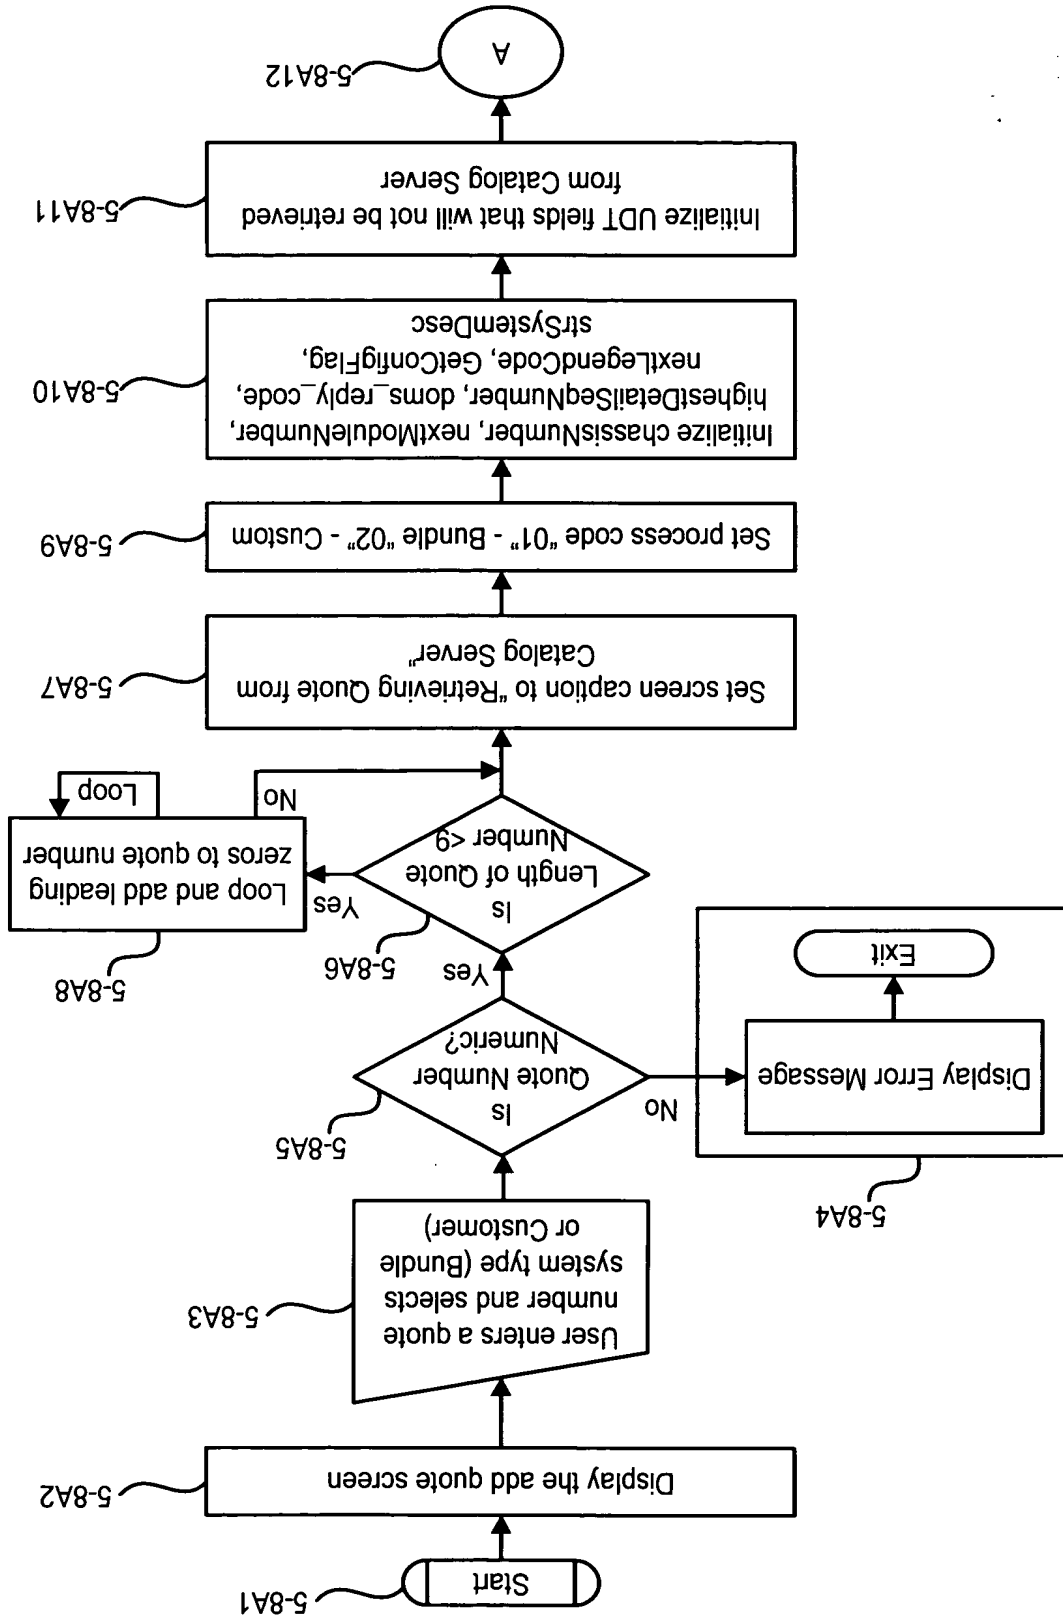 Start
5-8A1
Display the add quote screen
5-8A2
User enters a quote
number and selects
system type (Bundle
or Customer)
5-8A3
Is
Quote Number
Numeric?
5-8A5
No
Yes
5-8A4
Display Error Message
Exit
Is
Length of Quote
Number <9
5-8A6
Yes
No
5-8A8
Loop and add leading
zeros to quote number
Loop
Set screen caption to "Retrieving Quote from
Catalog Server"
5-8A7
Set process code "01" - Bundle "02" - Custom
5-8A9
Initialize chassisNumber, nextModuleNumber,
highestDetailSeqNumber, doms_reply_code,
nextLegendCode, GetConfigFlag,
strSystemDesc
5-8A10
Initialize UDT fields that will not be retrieved
from Catalog Server
5-8A11
A
5-8A12